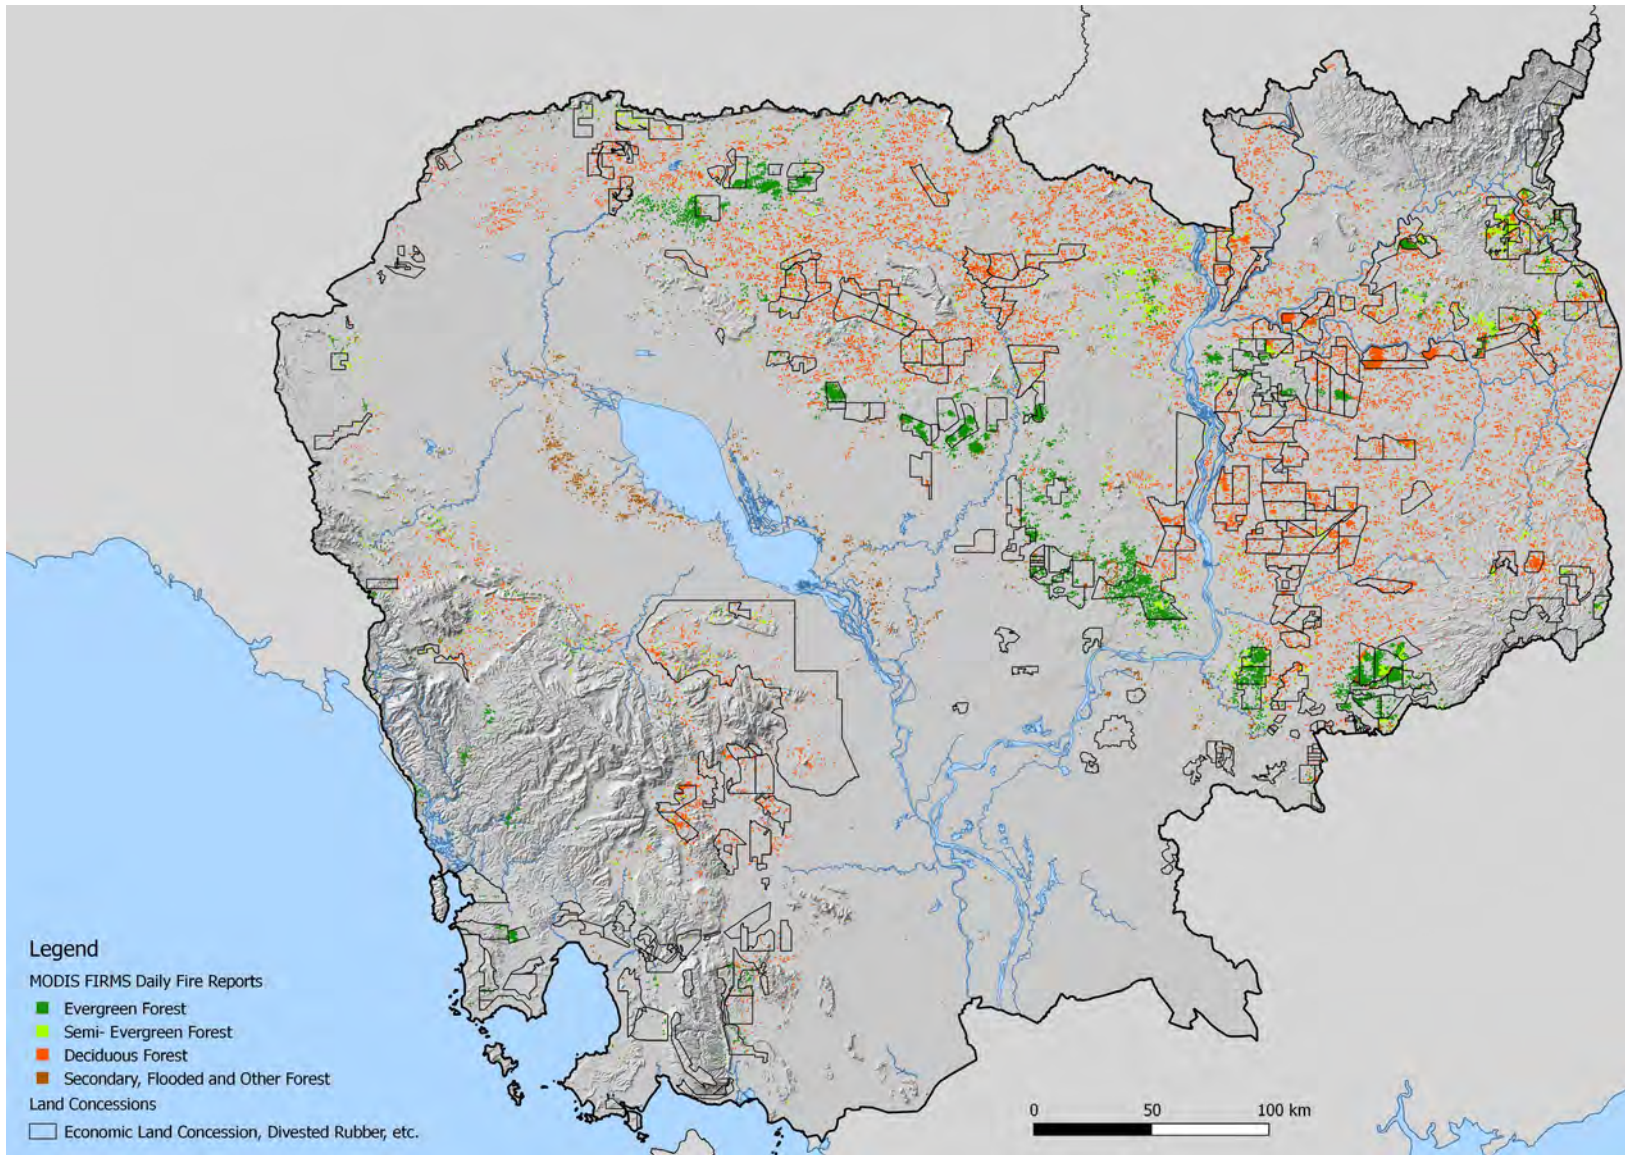 Legend
MODIS FIRMS Daily Fire Reports
Evergreen Forest
Semi- Evergreen Forest
Deciduous Forest
Secondary, Flooded and Other Forest
Land Concessions
Economic Land Concession, Divested Rubber, etc.
0 50 100 km